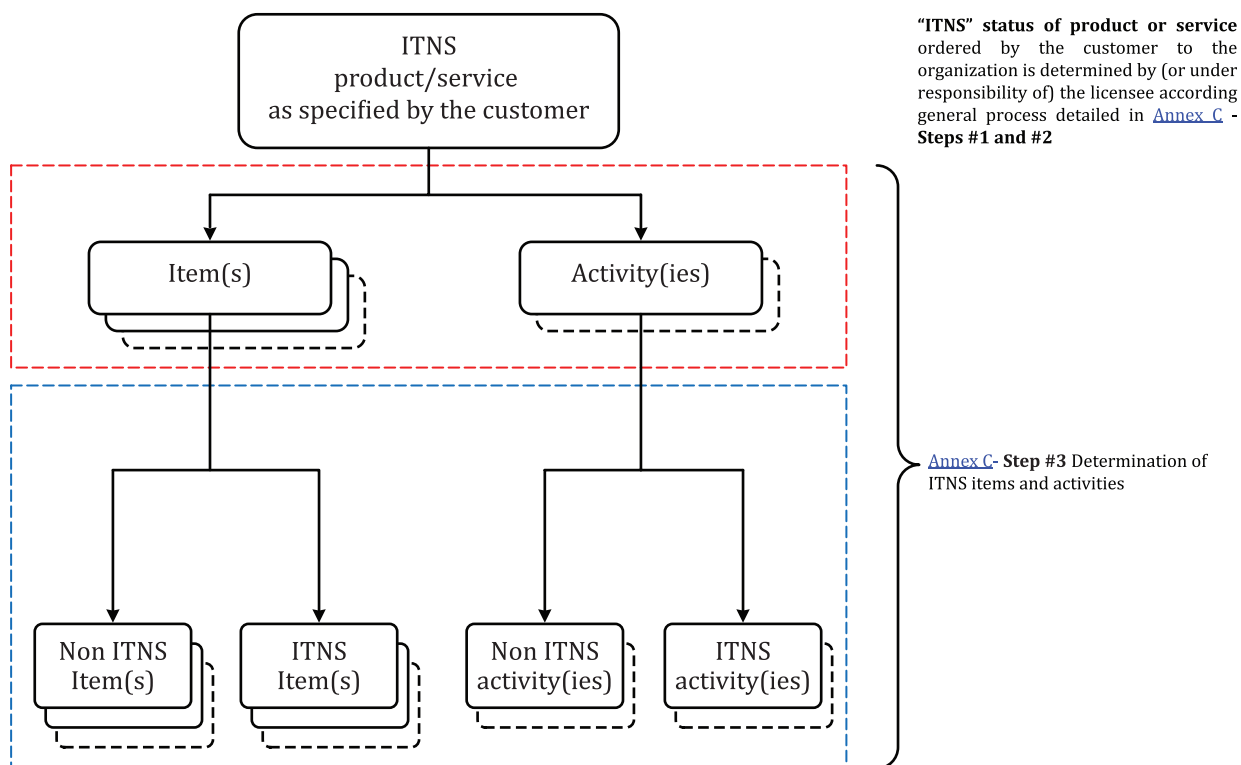 ITNS
product/service
as specified by the customer
“ITNS” status of product or service
ordered by the customer to the
organization is determined by (or under
responsibility of) the licensee according
general process detailed in Annex C -
Steps #1 and #2
Item(s)
Activity(ies)
Annex C- Step #3 Determination of
ITNS items and activities
Non ITNS
Item(s)
ITNS
Item(s)
Non ITNS
activity(ies)
ITNS
activity(ies)